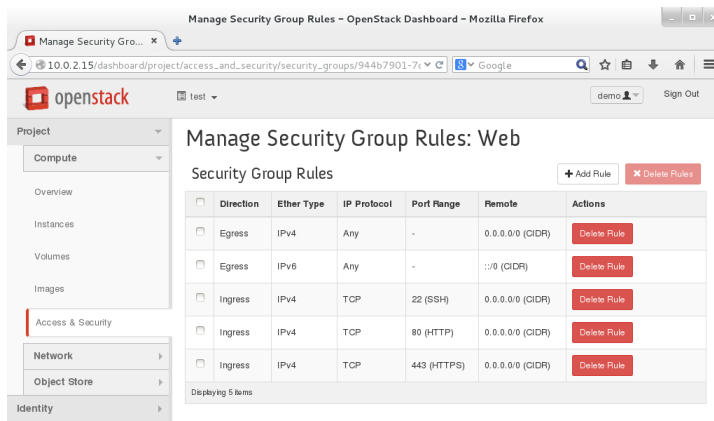 Manage Security Group Rules - OpenStack Dashboard - Mozilla Firefox
Manage Security Gro...
10.0.2.15/dashboard/project/access_and_security/security_groups/944b7901-7c
Google
openstack
test
demo
Sign Out
Project
Compute
Overview
Instances
Volumes
Images
Access & Security
Network
Object Store
Identity
Manage Security Group Rules: Web
Security Group Rules
Add Rule
Delete Rules
Direction Ether Type IP Protocol Port Range Remote Actions
Egress IPv4 Any - 0.0.0.0/0 (CIDR) Delete Rule
Egress IPv6 Any - ::/0 (CIDR) Delete Rule
Ingress IPv4 TCP 22 (SSH) 0.0.0.0/0 (CIDR) Delete Rule
Ingress IPv4 TCP 80 (HTTP) 0.0.0.0/0 (CIDR) Delete Rule
Ingress IPv4 TCP 443 (HTTPS) 0.0.0.0/0 (CIDR) Delete Rule
Displaying 5 items